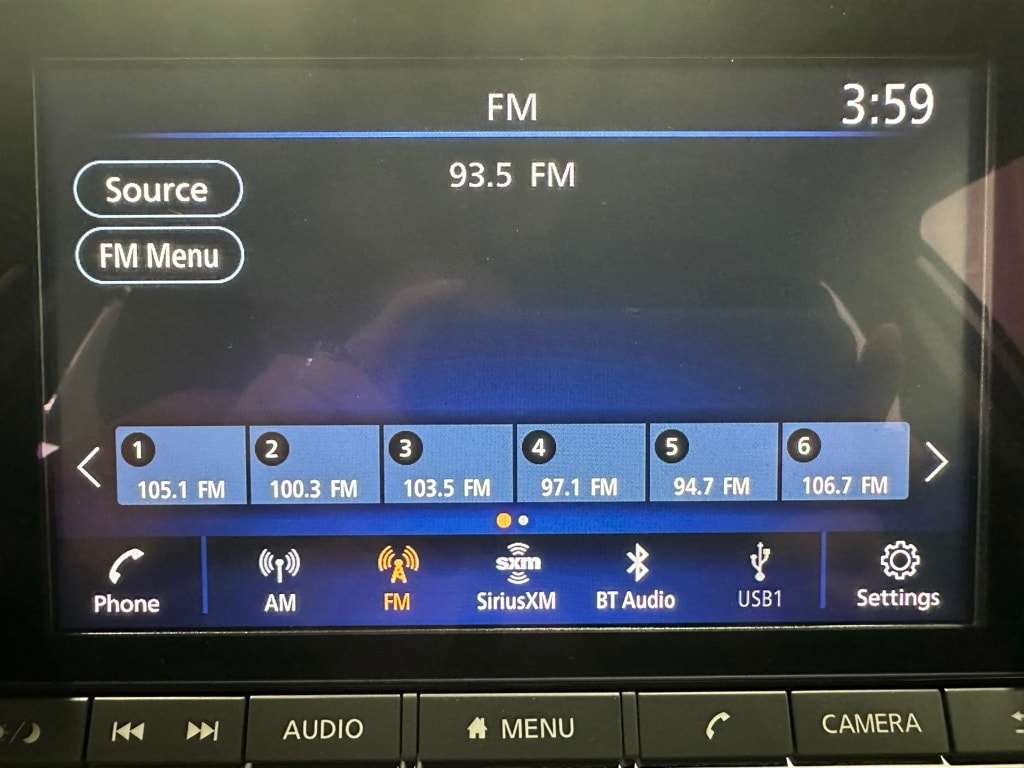 FM
3:59
93.5 FM
Source
FM Menu
1 2 3 4 5 6
105.1 FM 100.3 FM 103.5 FM 97.1 FM 94.7 FM 106.7 FM
sxm
Phone AM FM SiriusXM BT Audio USB1 Settings
AUDIO MENU CAMERA